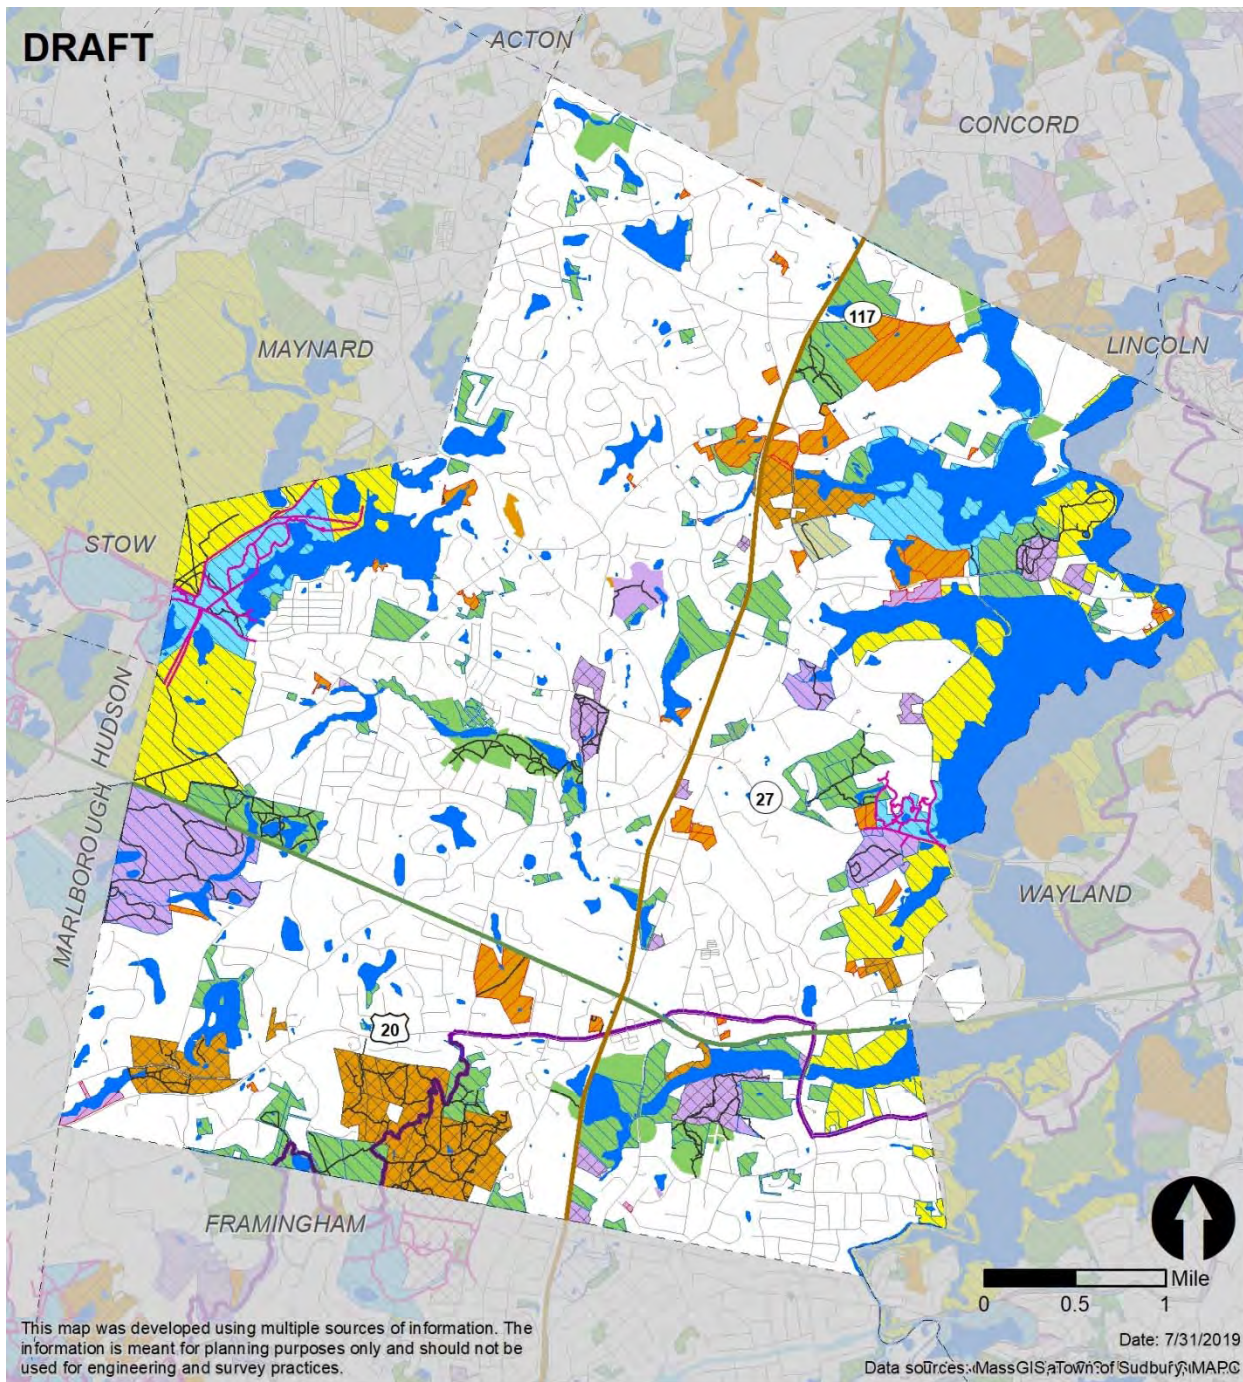 DRAFT
ACTON
CONCORD
117
MAYNARD
LINCOLN
STOW
HUDSON
MARLBOROUGH
27
WAYLAND
20
FRAMINGHAM
Mile
0 0.5 1
This map was developed using multiple sources of information. The
information is meant for planning purposes only and should not be
used for engineering and survey practices.
Date: 7/31/2019
Data sources: MassGIS, Town of Sudbury, MAPC